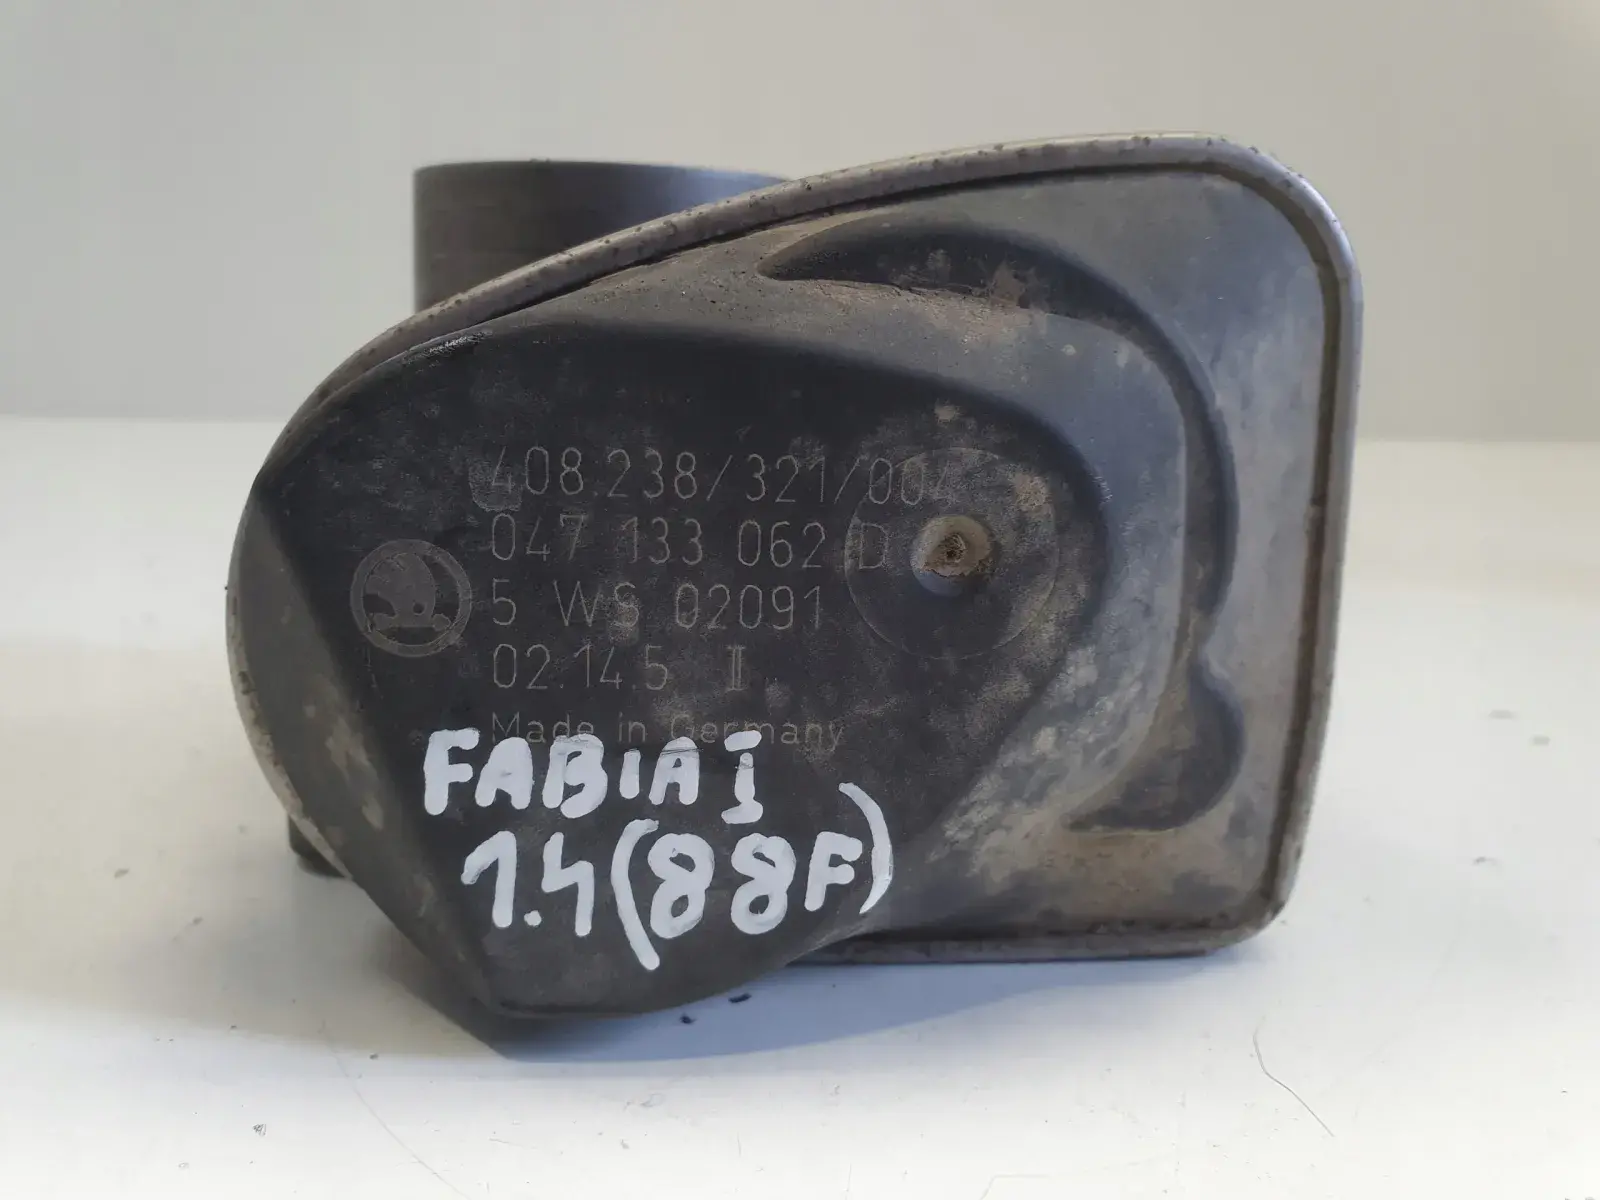 408.238/321/004
047 133 062 D
5 WS 02091
02.14.5 II
Made in Germany
FABIA I
1.4 (88F)